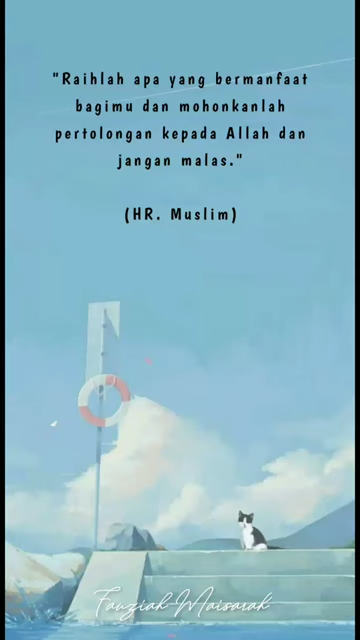 "Raihlah apa yang bermanfaat
bagimu dan mohonkanlah
pertolongan kepada Allah dan
jangan malas."
(HR. Muslim)
Fauziah Maisarah